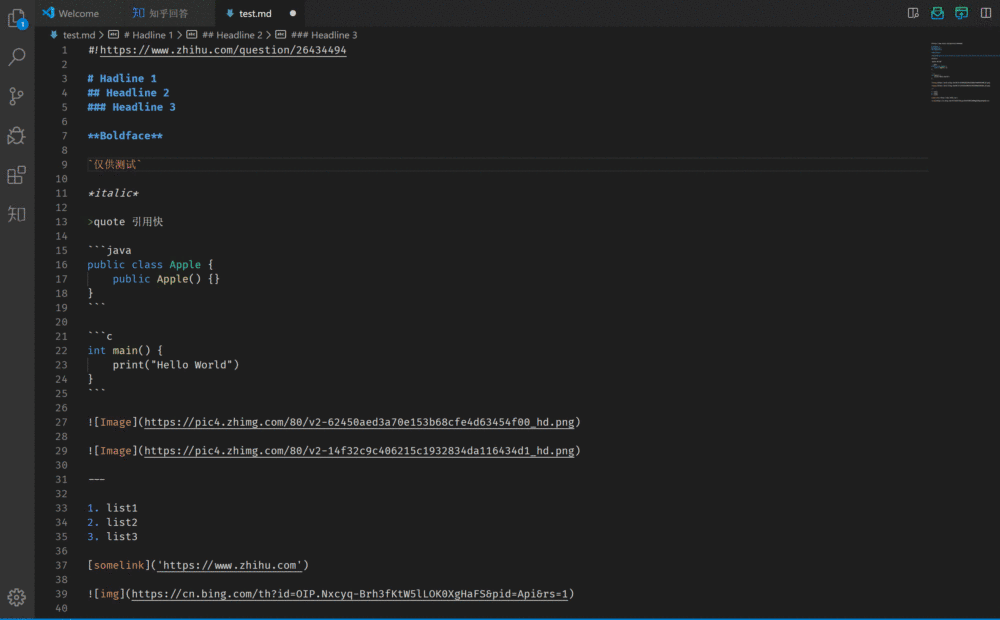 Welcome
知 知乎回答
test.md
test.md > # Hadline 1 > ## Headline 2 > ### Headline 3
1
知
1 #!https://www.zhihu.com/question/26434494
2
3 # Hadline 1
4 ## Headline 2
5 ### Headline 3
6
7 **Boldface**
8
9 `仅供测试`
10
11 *italic*
12
13 >quote 引用快
14
15 ```java
16 public class Apple {
17     public Apple() {}
18 }
19 ```
20
21 ```c
22 int main() {
23     print("Hello World")
24 }
25 ```
26
27 ![Image](https://pic4.zhimg.com/80/v2-62450aed3a70e153b68cfe4d63454f00_hd.png)
28
29 ![Image](https://pic4.zhimg.com/80/v2-14f32c9c406215c1932834da116434d1_hd.png)
30
31 ---
32
33 1. list1
34 2. list2
35 3. list3
36
37 [somelink]('https://www.zhihu.com')
38
39 ![img](https://cn.bing.com/th?id=OIP.Nxcyq-Brh3fKtW5lLOK0XgHaFS&pid=Api&rs=1)
40